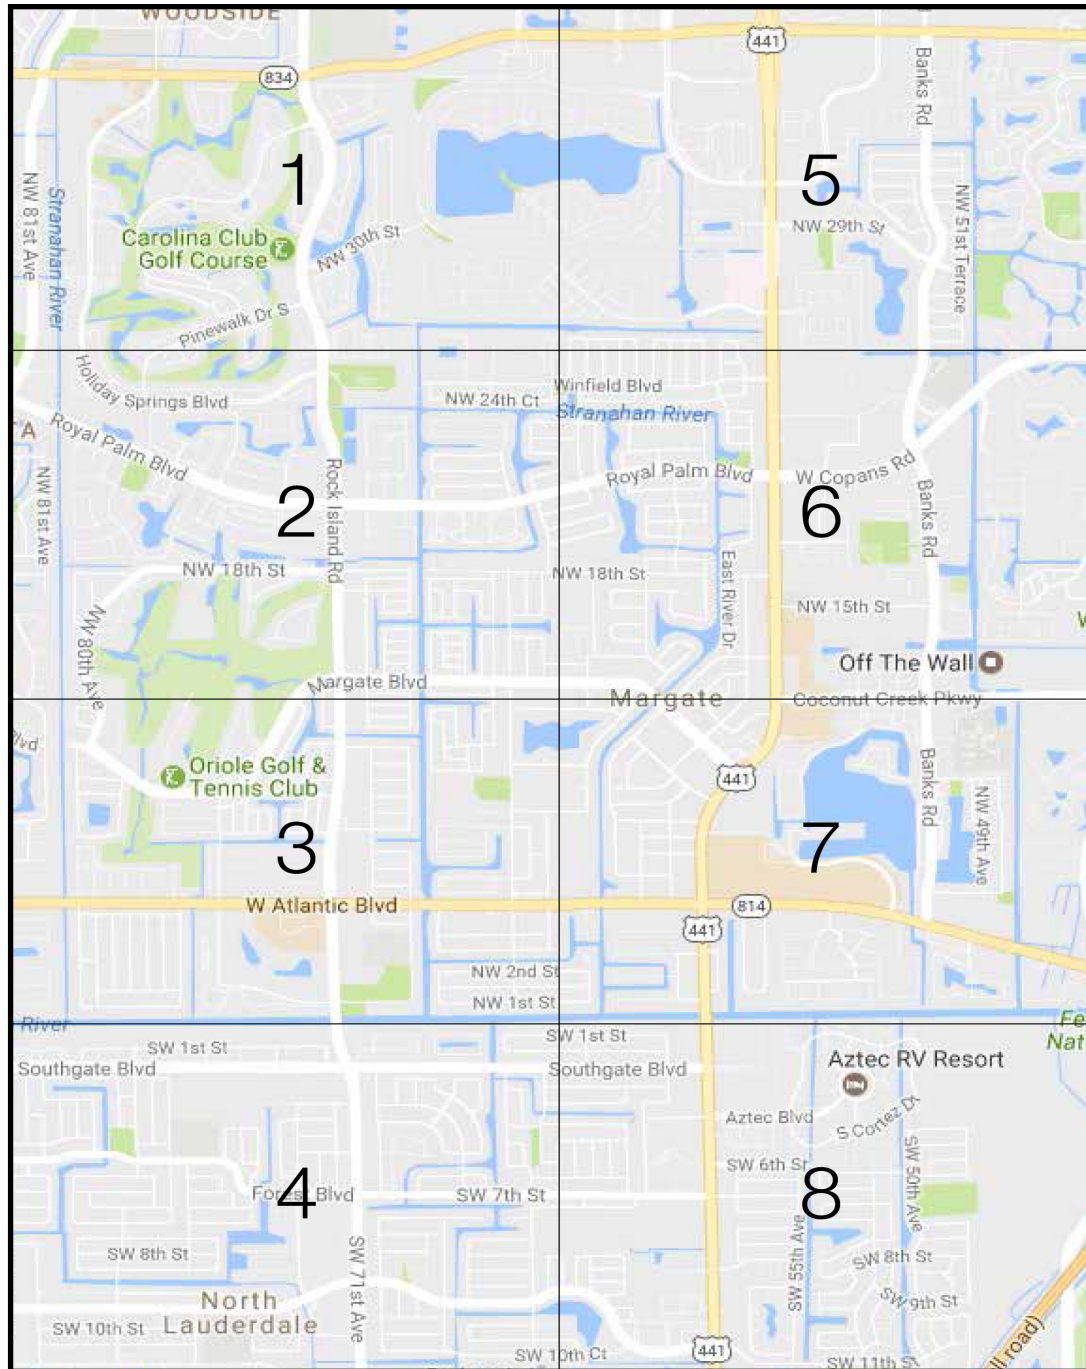 WOODSIDE
834
441
Banks Rd
1
5
NW 81st Ave
Stranahan River
Carolina Club
Golf Course
NW 30th St
NW 29th St
NW 51st Terrace
Pinewalk Dr S
Holiday Springs Blvd
NW 24th Ct
Winfield Blvd
Stranahan River
A
Royal Palm Blvd
Rock Island Rd
Royal Palm Blvd
W Copans Rd
2
6
NW 81st Ave
Banks Rd
NW 18th St
NW 18th St
East River Dr
NW 15th St
NW 80th Ave
Off The Wall
Margate Blvd
Margate
Coconut Creek Pkwy
lvd
Oriole Golf &
Tennis Club
441
Banks Rd
NW 49th Ave
3
7
W Atlantic Blvd
814
441
NW 2nd St
NW 1st St
River
SW 1st St
SW 1st St
Fe
Nat
Southgate Blvd
Southgate Blvd
Aztec RV Resort
Aztec Blvd
S Cortez Dr
SW 6th St
SW 50th Ave
4
8
Forest Blvd
SW 7th St
SW 8th St
SW 71st Ave
SW 55th Ave
SW 8th St
North
Lauderdale
SW 9th St
SW 10th St
SW 10th Ct
441
SW 11th St
road)